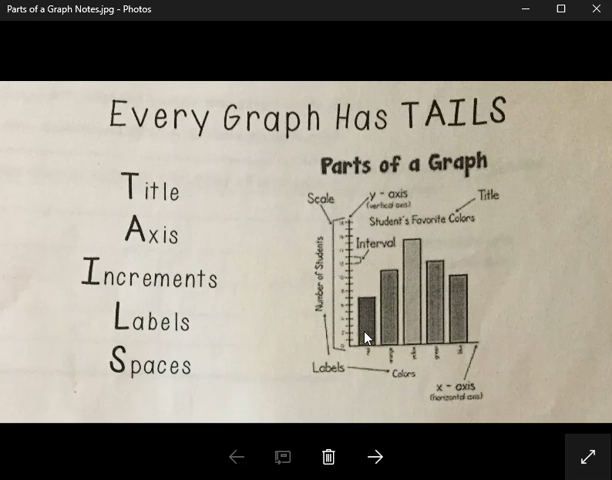 Parts of a Graph Notes.jpg - Photos
Every Graph Has TAILS
Title
Axis
Increments
Labels
Spaces
Parts of a Graph
Scale
y - axis
(vertical axis)
Title
Student's Favorite Colors
Interval
Number of Students
Labels
Colors
x - axis
(horizontal axis)